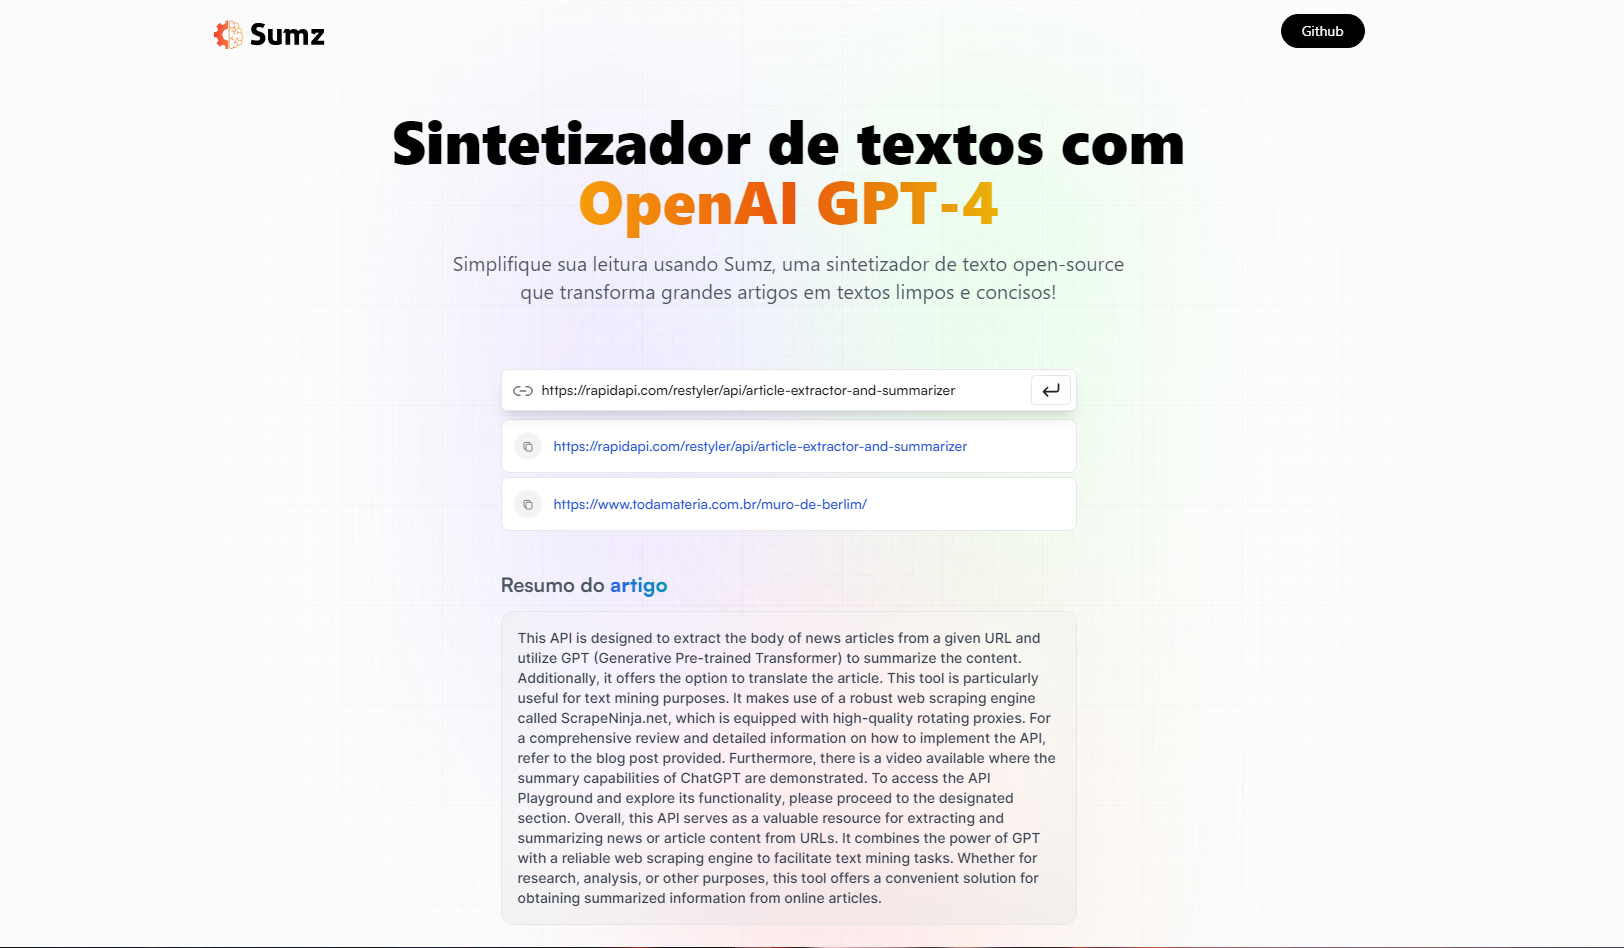 Sumz
Github
Sintetizador de textos com
OpenAI GPT-4
Simplifique sua leitura usando Sumz, uma sintetizador de texto open-source
que transforma grandes artigos em textos limpos e concisos!
https://rapidapi.com/restyler/api/article-extractor-and-summarizer
https://rapidapi.com/restyler/api/article-extractor-and-summarizer
https://www.todamateria.com.br/muro-de-berlim/
Resumo do artigo
This API is designed to extract the body of news articles from a given URL and
utilize GPT (Generative Pre-trained Transformer) to summarize the content.
Additionally, it offers the option to translate the article. This tool is particularly
useful for text mining purposes. It makes use of a robust web scraping engine
called ScrapeNinja.net, which is equipped with high-quality rotating proxies. For
a comprehensive review and detailed information on how to implement the API,
refer to the blog post provided. Furthermore, there is a video available where the
summary capabilities of ChatGPT are demonstrated. To access the API
Playground and explore its functionality, please proceed to the designated
section. Overall, this API serves as a valuable resource for extracting and
summarizing news or article content from URLs. It combines the power of GPT
with a reliable web scraping engine to facilitate text mining tasks. Whether for
research, analysis, or other purposes, this tool offers a convenient solution for
obtaining summarized information from online articles.